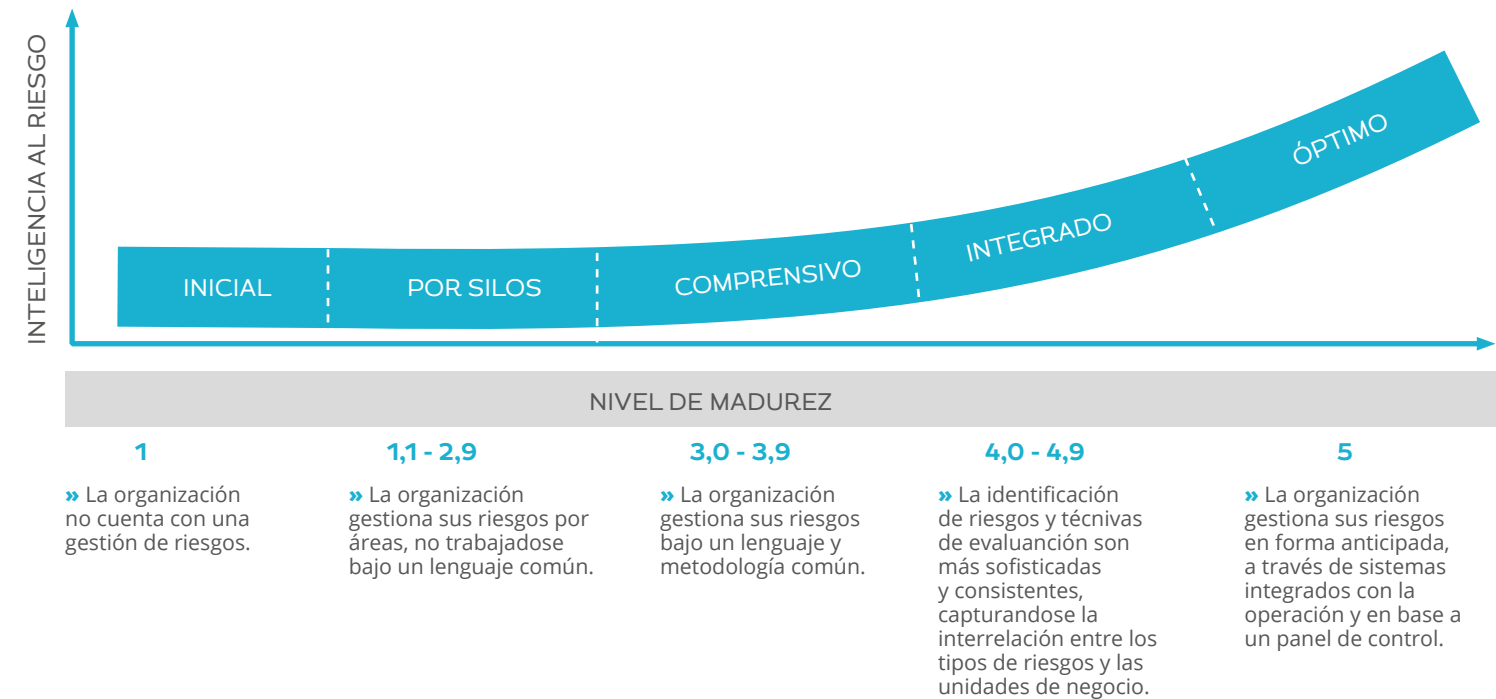 INTELIGENCIA AL RIESGO
INICIAL
POR SILOS
COMPRENSIVO
INTEGRADO
ÓPTIMO
NIVEL DE MADUREZ
1
» La organización
no cuenta con una
gestión de riesgos.
1,1 - 2,9
» La organización
gestiona sus riesgos por
áreas, no trabajadose
bajo un lenguaje común.
3,0 - 3,9
» La organización
gestiona sus riesgos
bajo un lenguaje y
metodología común.
4,0 - 4,9
» La identificación
de riesgos y técnivas
de evaluanción son
más sofisticadas
y consistentes,
capturandose la
interrelación entre los
tipos de riesgos y las
unidades de negocio.
5
» La organización
gestiona sus riesgos
en forma anticipada,
a través de sistemas
integrados con la
operación y en base a
un panel de control.